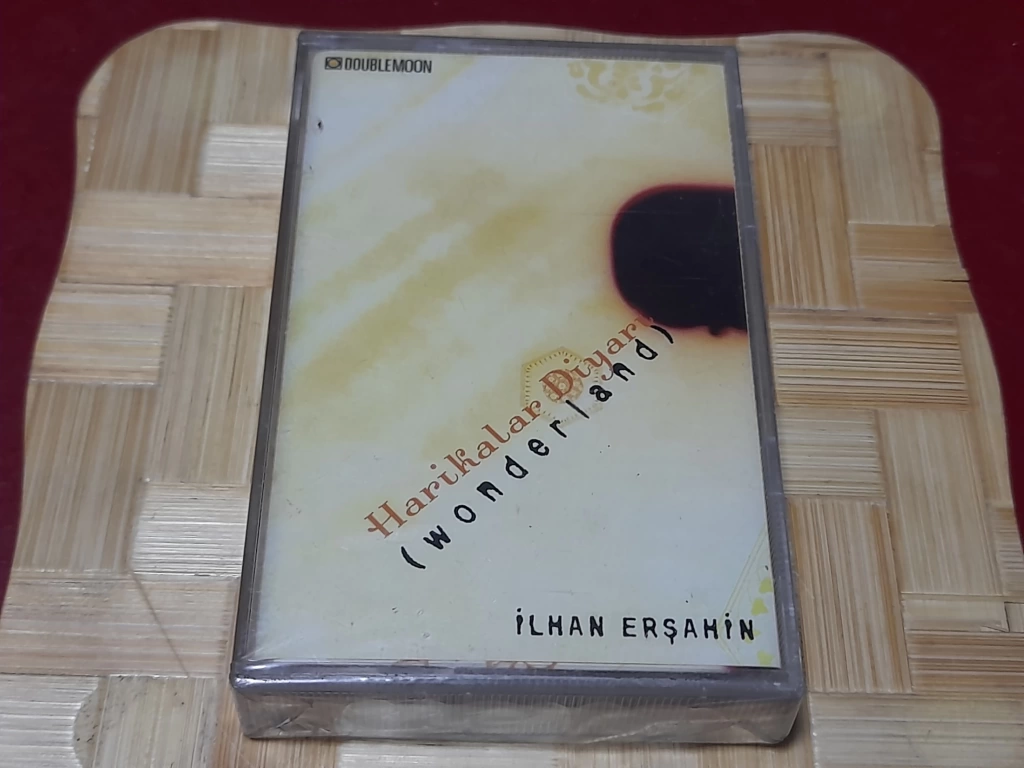 DOUBLEMOON
Harikalar Diyarı
(wonderland)
İLHAN ERŞAHİN